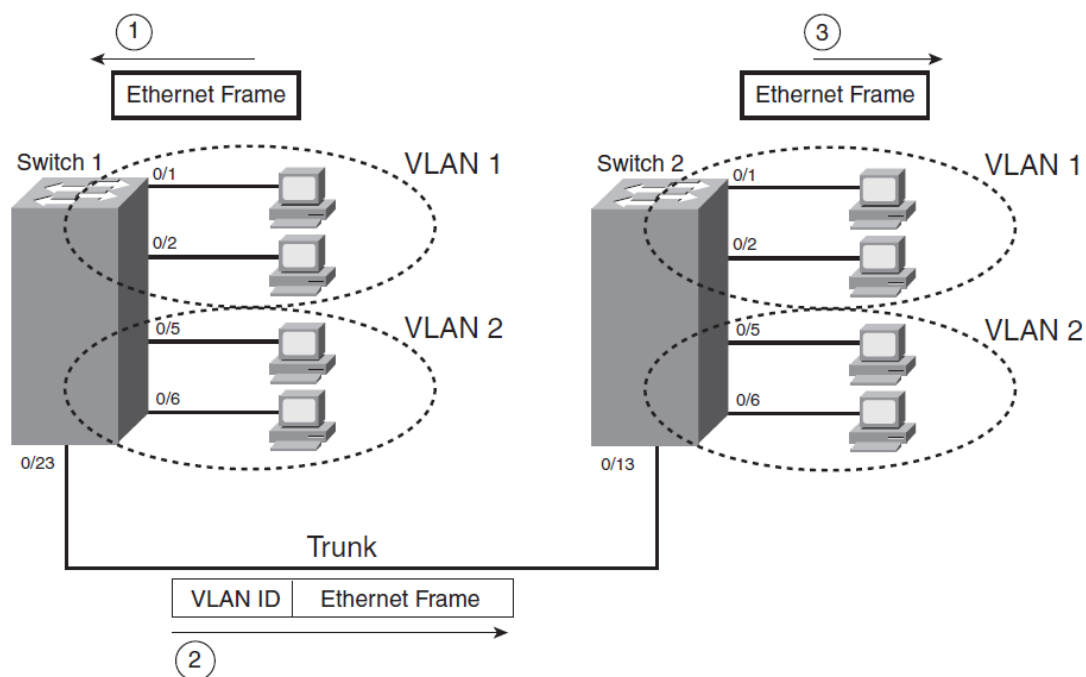 1
3
Ethernet Frame
Ethernet Frame
Switch 1
VLAN 1
Switch 2
VLAN 1
0/1
0/1
0/2
0/2
0/5
VLAN 2
0/5
VLAN 2
0/6
0/6
0/23
0/13
Trunk
VLAN ID
Ethernet Frame
2